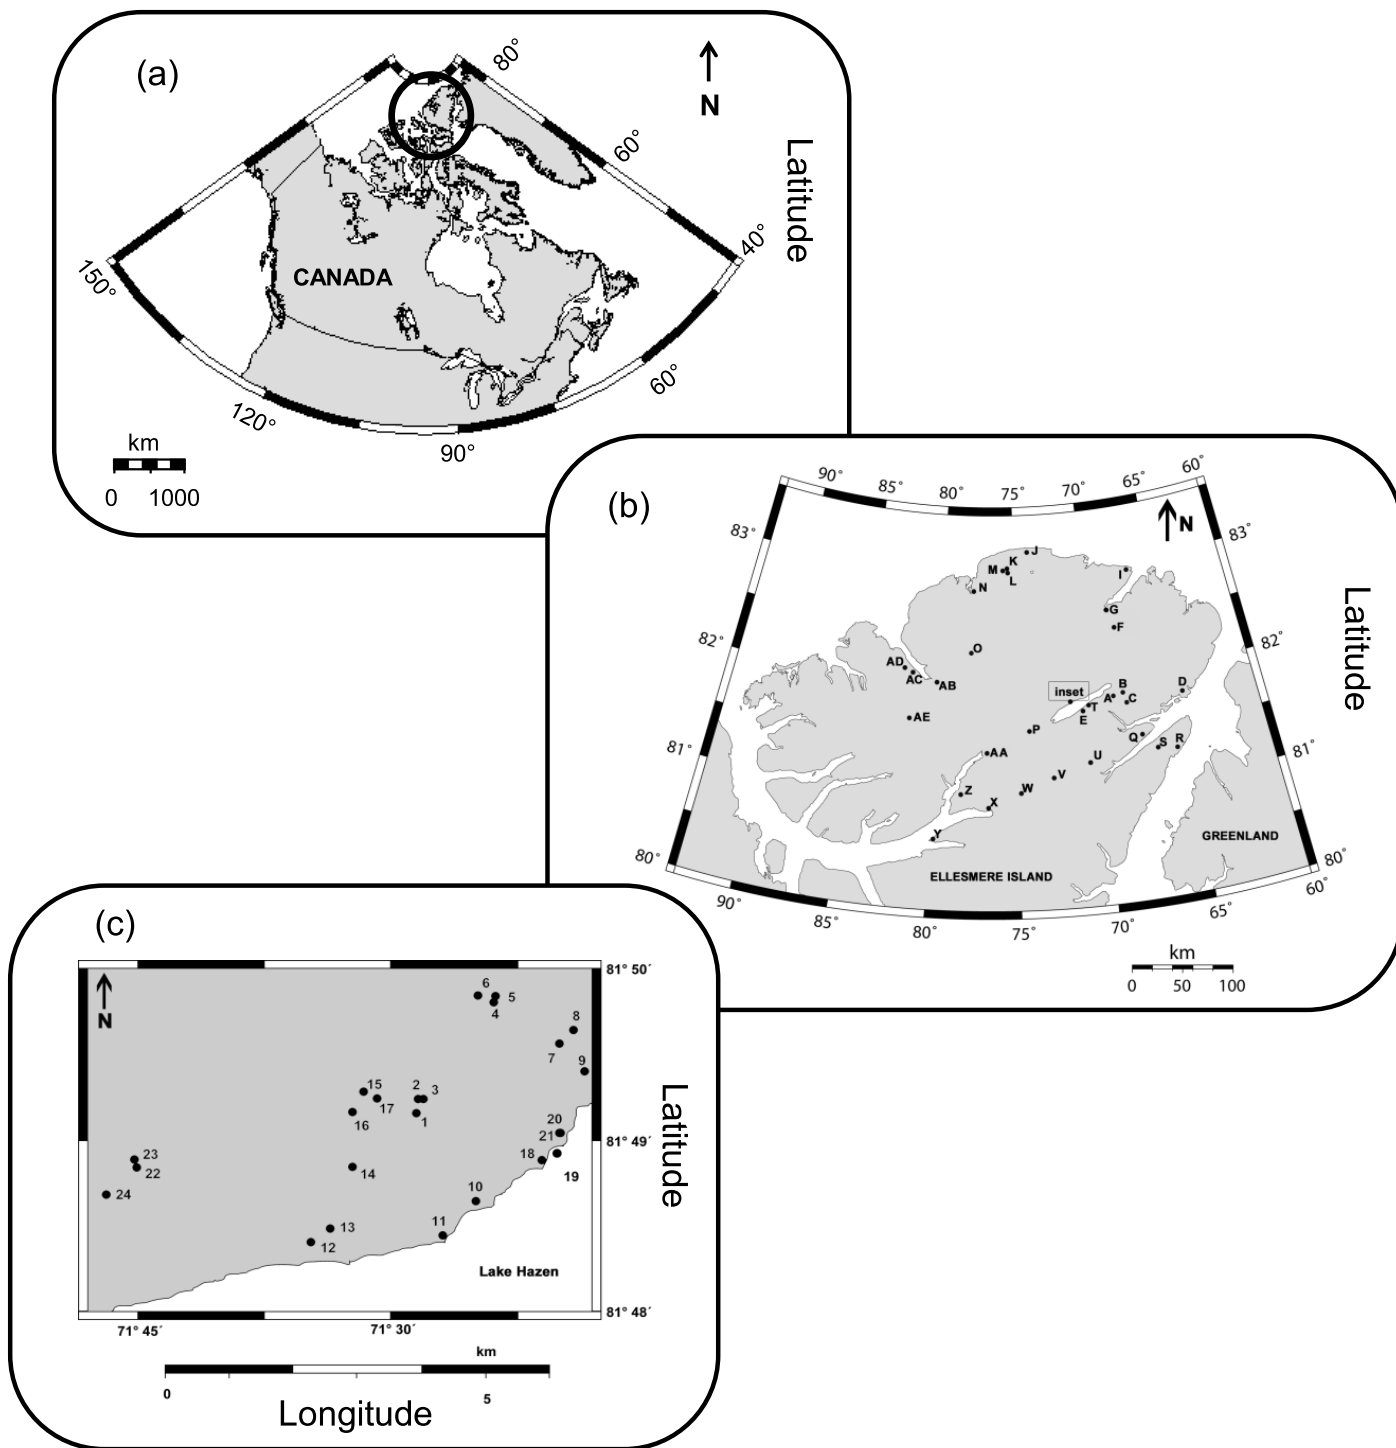 (a)
80°
N
60°
Latitude
40°
CANADA
150°
120°
90°
60°
km
0 1000
(b)
90° 85° 80° 75° 70° 65° 60°
N
83° 83°
J
K
M
L
I
N
G
F
82° 82°
O
AD
AC
AB
inset
A
B
C
D
T
E
AE
P
Q
S
R
81° 81°
AA
U
V
Z
W
X
Y
GREENLAND
ELLESMERE ISLAND
80° 80°
90° 85° 80° 75° 70° 65° 60°
Latitude
km
0 50 100
(c)
81° 50´
N
6
5
4
8
7
9
15
2
3
17
16
1
20
21
81° 49´
23
22
18
19
14
24
10
13
11
12
Lake Hazen
81° 48´
71° 45´ 71° 30´
Latitude
km
0 5
Longitude